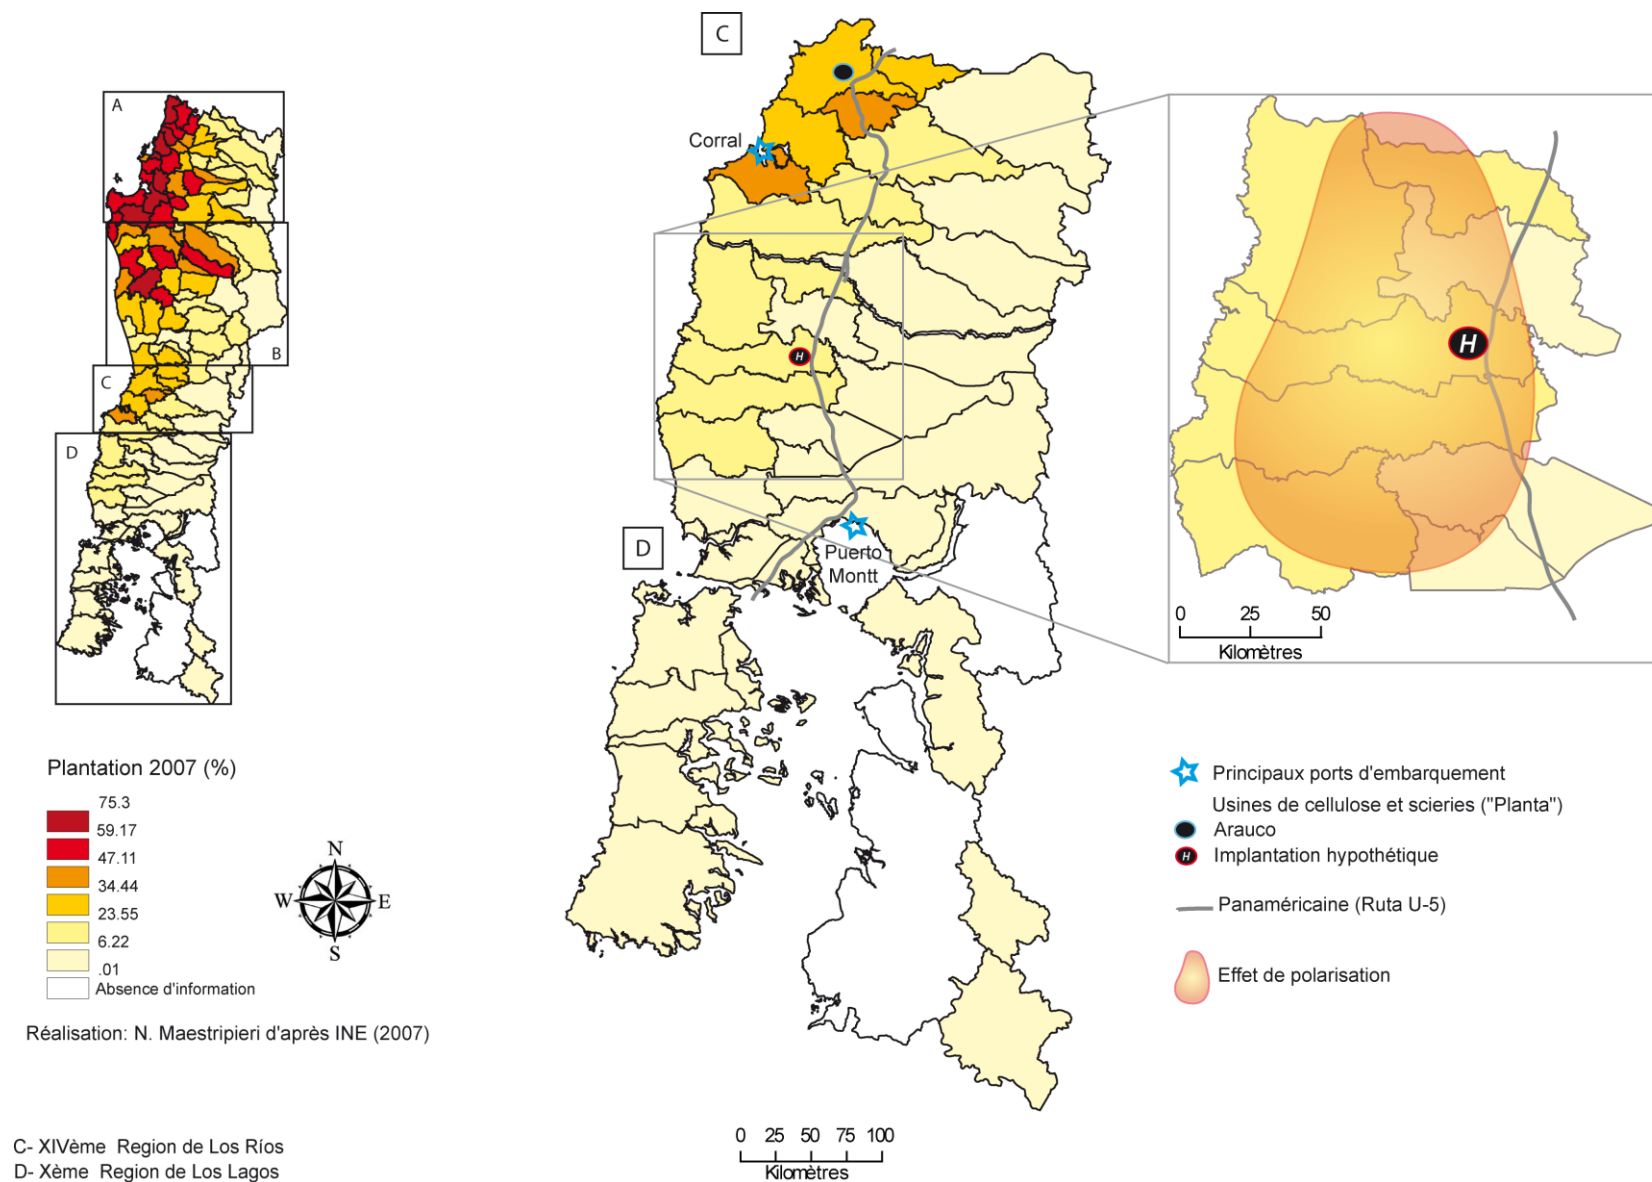 A
B
C
D
Plantation 2007 (%)
75.3
59.17
47.11
34.44
23.55
6.22
.01
Absence d'information
N
W E
S
Réalisation: N. Maestripieri d'après INE (2007)
C- XIVème Region de Los Ríos
D- Xème Region de Los Lagos
C
Corral
H
D
Puerto
Montt
0 25 50 75 100
Kilomètres
H
0 25 50
Kilomètres
Principaux ports d'embarquement
Usines de cellulose et scieries ("Planta")
Arauco
H Implantation hypothétique
Panaméricaine (Ruta U-5)
Effet de polarisation